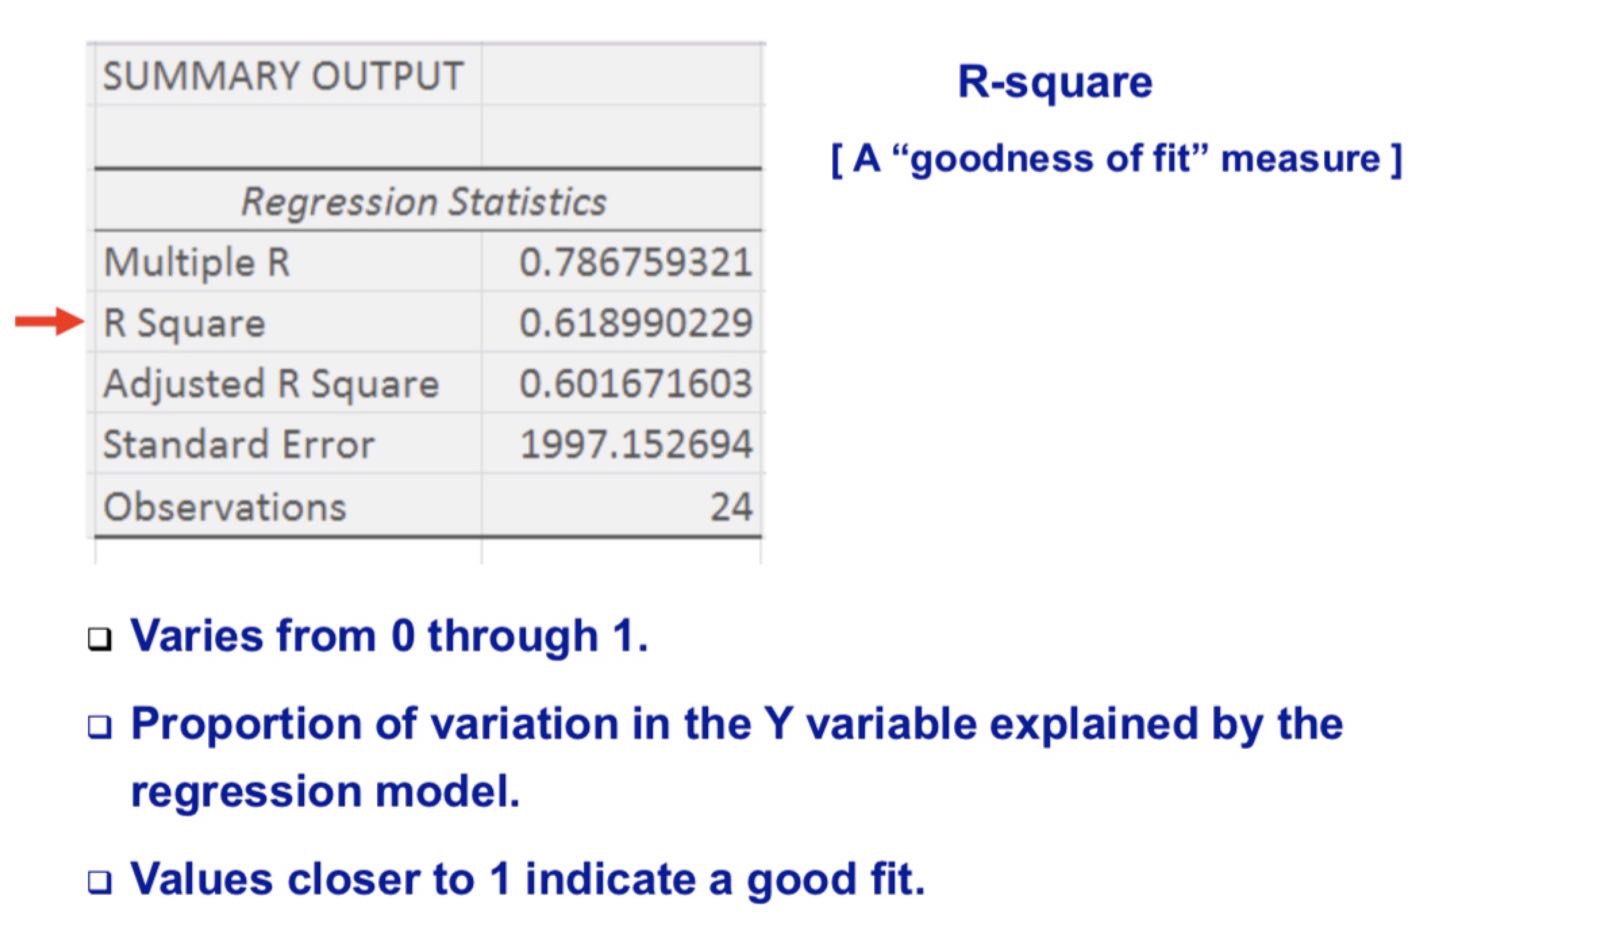 SUMMARY OUTPUT
Regression Statistics
Multiple R 0.786759321
R Square 0.618990229
Adjusted R Square 0.601671603
Standard Error 1997.152694
Observations 24
R-square
[ A “goodness of fit” measure ]
❑ Varies from 0 through 1.
❑ Proportion of variation in the Y variable explained by the
regression model.
❑ Values closer to 1 indicate a good fit.